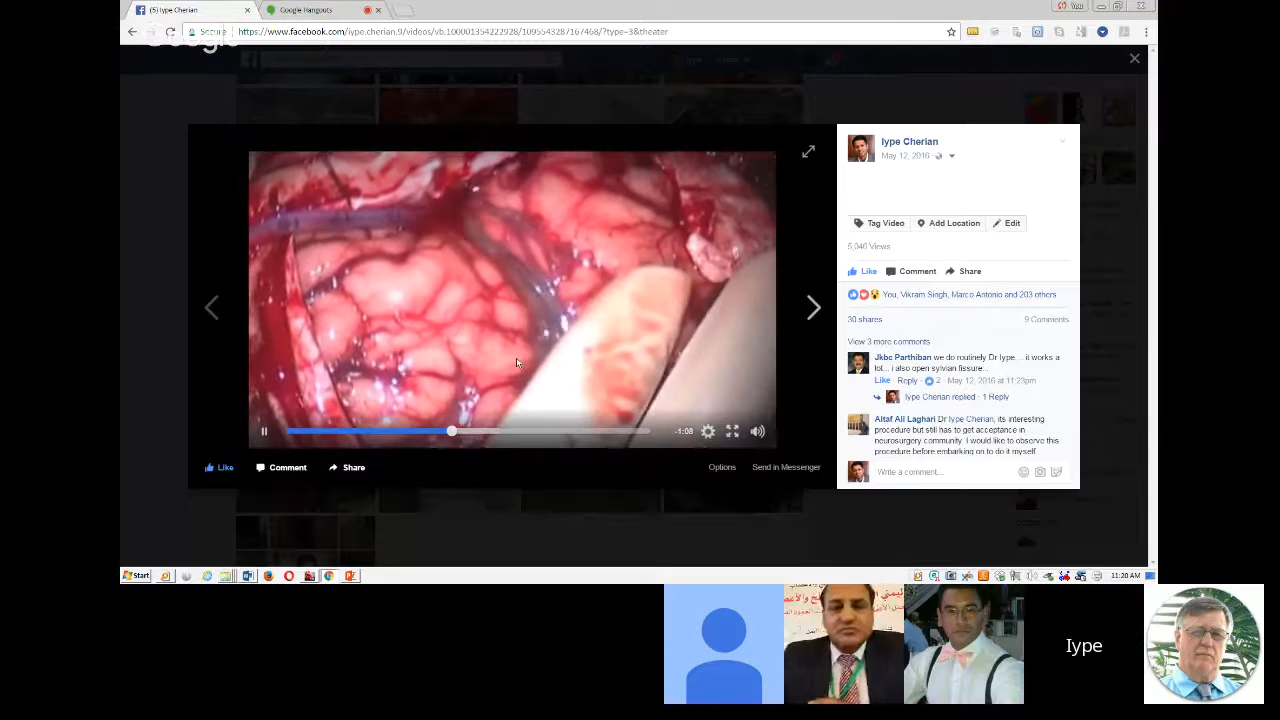 (5) Iype Cherian
Google Hangouts
You
Secure
https://www.facebook.com/iype.cherian.9/videos/vb.100001354222928/1095543287167468/?type=3&theater
Google
Iype Cherian
May 12, 2016
Tag Video
Add Location
Edit
5,046 Views
Like
Comment
Share
You, Vikram Singh, Marco Antonio and 203 others
30 shares
9 Comments
View 3 more comments
Jkbc Parthiban we do routinely Dr Iype.... it works a
lot... i also open sylvian fissure...
Like · Reply · 2 · May 12, 2016 at 11:23pm
Iype Cherian replied · 1 Reply
Altaf Ali Laghari Dr Iype Cherian, its interesting
procedure but still has to get acceptance in
neurosurgery community. I would like to observe this
procedure before embarking on to do it myself
Write a comment...
-1:08
Like
Comment
Share
Options
Send in Messenger
Start
11:20 AM
Iype